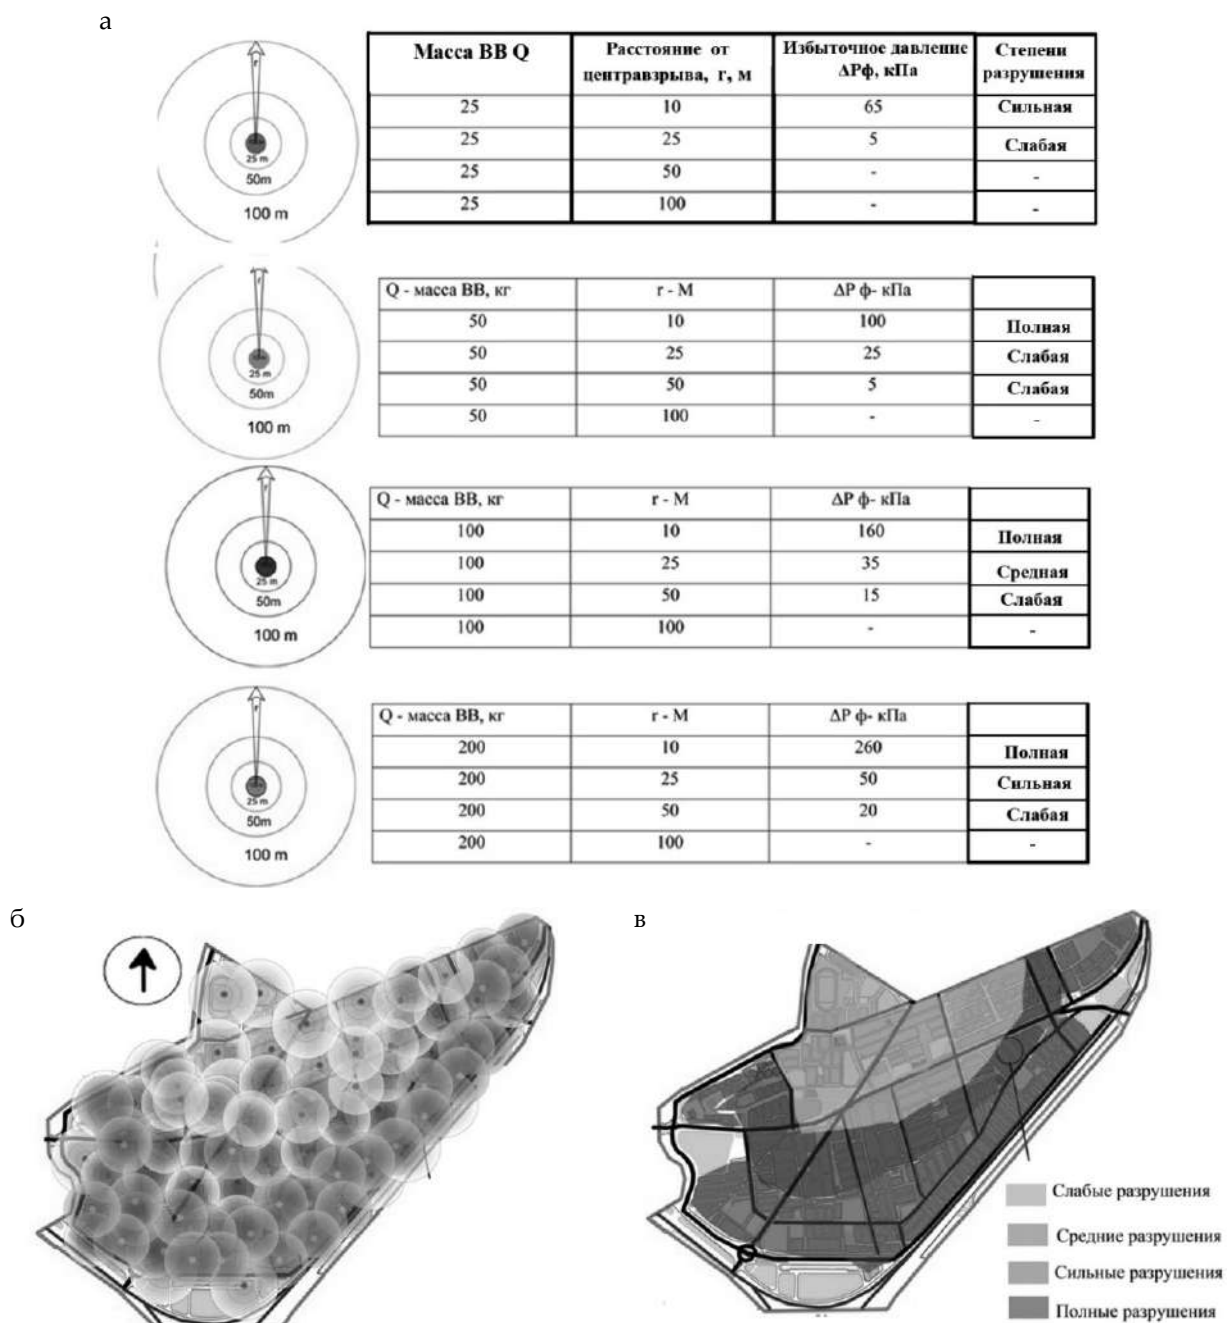 а
Масса ВВ Q Расстояние от Избыточное давление Степени
центравзрыва, г, м ΔРф, кПа разрушения
25 10 65 Сильная
25 25 5 Слабая
25 50 - -
25 100 - -
r
25 m
50m
100 m
Q - масса ВВ, кг r - М ΔР ф- кПа
50 10 100 Полная
50 25 25 Слабая
50 50 5 Слабая
50 100 - -
r
25 m
50m
100 m
Q - масса ВВ, кг r - М ΔР ф- кПа
100 10 160 Полная
100 25 35 Средная
100 50 15 Слабая
100 100 - -
r
25 m
50m
100 m
Q - масса ВВ, кг r - М ΔР ф- кПа
200 10 260 Полная
200 25 50 Сильная
200 50 20 Слабая
200 100 - -
r
25 m
50m
100 m
б
в
Слабые разрушения
Средние разрушения
Сильные разрушения
Полные разрушения